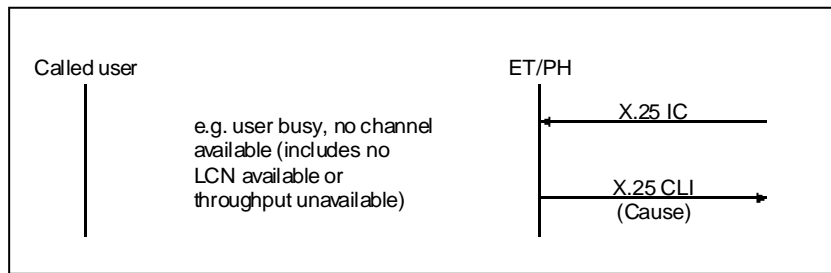 Called user
ET/PH
e.g. user busy, no channel
available (includes no
LCN available or
throughput unavailable)
X.25 IC
X.25 CLI
(Cause)